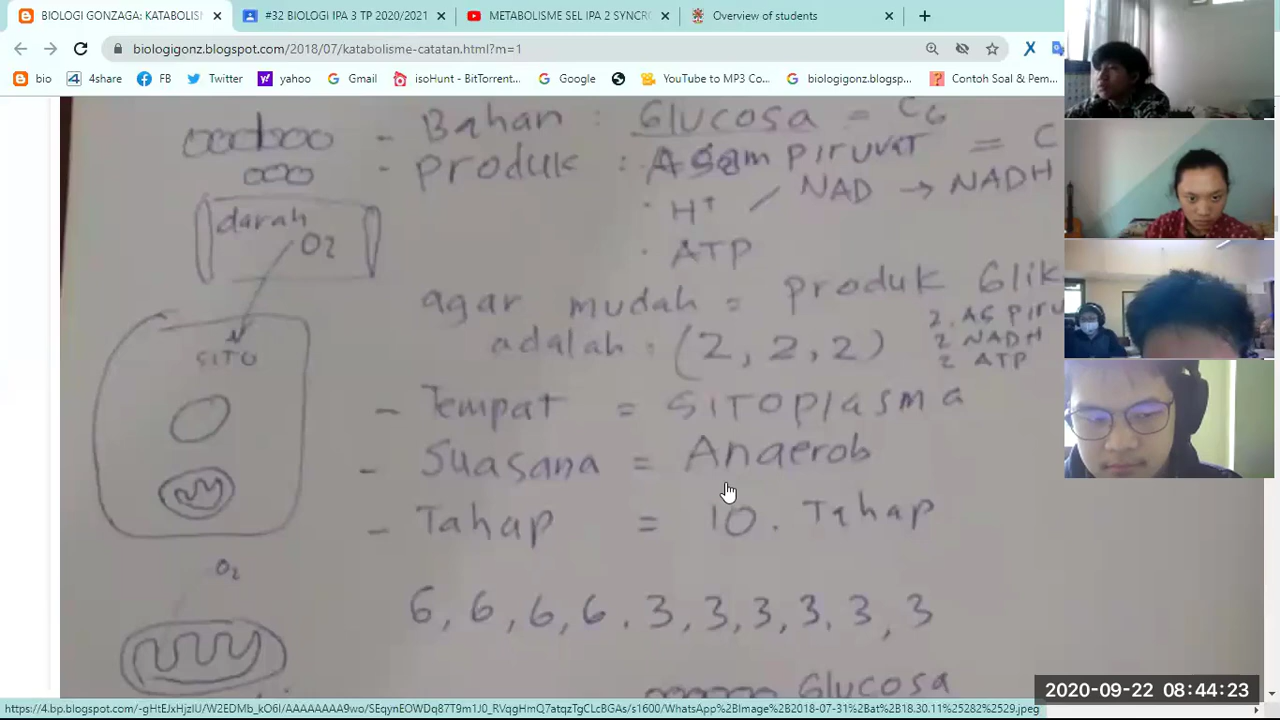 BIOLOGI GONZAGA: KATABOLISM
#32 BIOLOGI IPA 3 TP 2020/2021
METABOLISME SEL IPA 2 SYNCRO
Overview of students
biologigonz.blogspot.com/2018/07/katabolisme-catatan.html?m=1
bio
4share
FB
Twitter
yahoo
Gmail
isoHunt - BitTorrent...
Google
YouTube to MP3 Co...
biologigonz.blogsp...
Contoh Soal & Pem...
- Bahan : Glucosa = C6
- Produk : Asam Piruvat = C
H+ / NAD → NADH
ATP
darah
O2
agar mudah = produk Glik
adalah : (2, 2, 2)
2. AS PIRU
2 NADH
2 ATP
SITO
- Tempat = SITOPlasma
- Suasana = Anaerob
- Tahap = 10. Tahap
O2
6, 6, 6, 6. 3, 3, 3, 3, 3, 3
Glucosa
2020-09-22 08:44:23